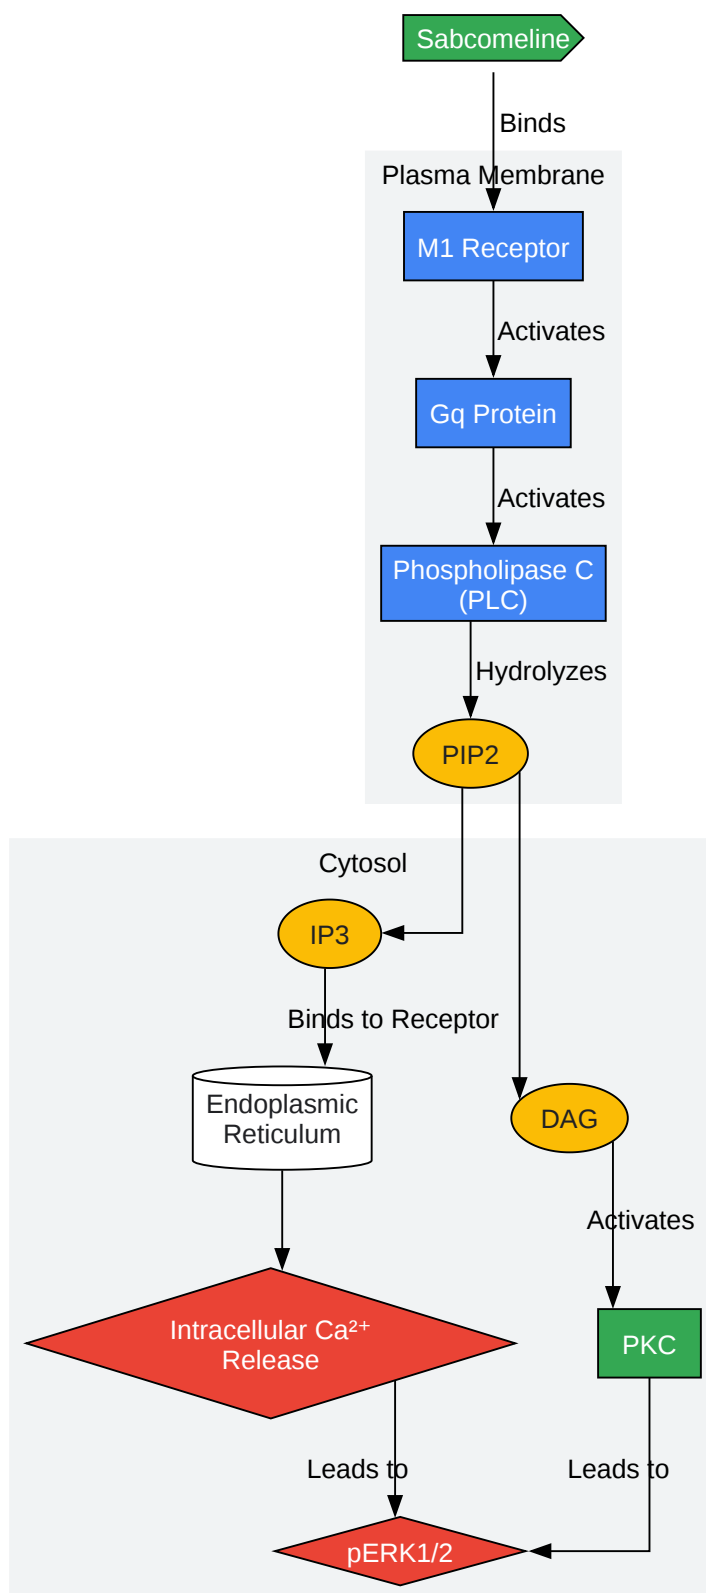 Sabcomeline
Binds
Plasma Membrane
M1 Receptor
Activates
Gq Protein
Activates
Phospholipase C
(PLC)
Hydrolyzes
PIP2
Cytosol
IP3
Binds to Receptor
Endoplasmic
Reticulum
DAG
Activates
Intracellular Ca²⁺
Release
PKC
Leads to
Leads to
pERK1/2